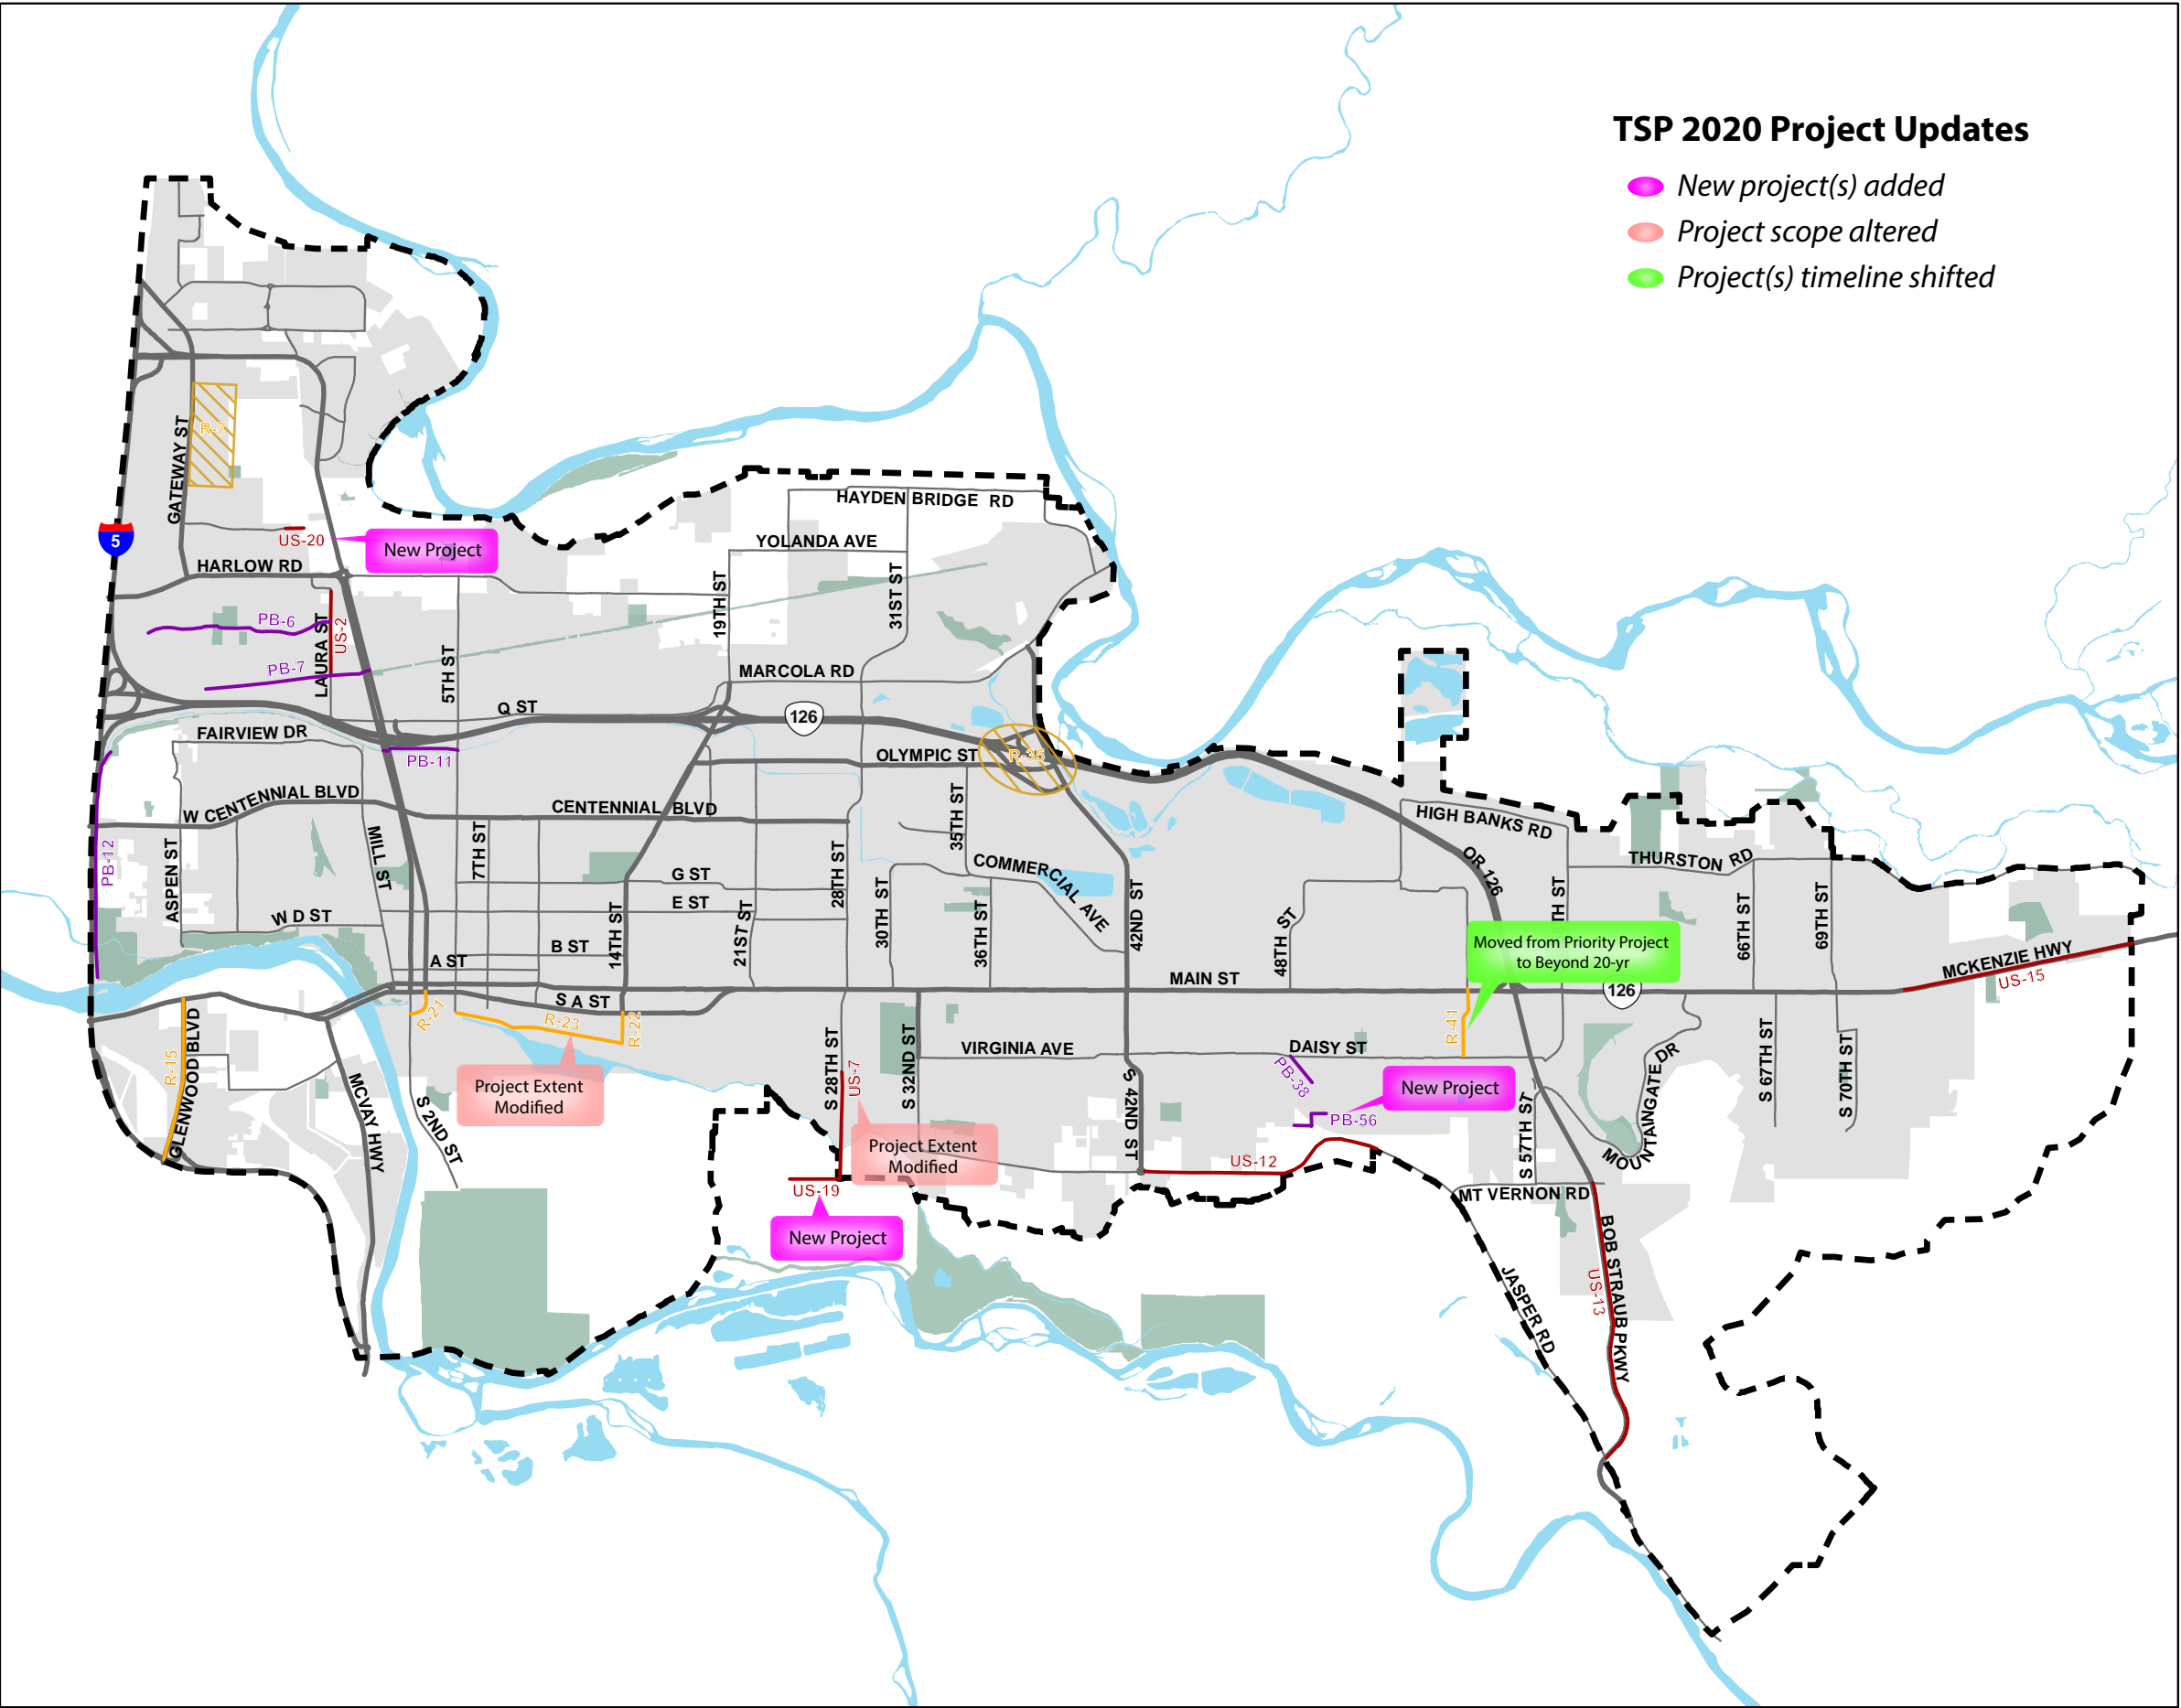 TSP 2020 Project Updates
New project(s) added
Project scope altered
Project(s) timeline shifted
GATEWAY ST
R-7
5
US-20
New Project
HARLOW RD
HAYDEN BRIDGE RD
YOLANDA AVE
19TH ST
31ST ST
PB-6
LAURA ST
US-2
PB-7
5TH ST
MARCOLA RD
Q ST
126
FAIRVIEW DR
PB-11
OLYMPIC ST
R-35
W CENTENNIAL BLVD
CENTENNIAL BLVD
35TH ST
HIGH BANKS RD
PB-12
ASPEN ST
MILL ST
7TH ST
G ST
28TH ST
COMMERCIAL AVE
OR 126
THURSTON RD
E ST
W D ST
14TH ST
21ST ST
30TH ST
36TH ST
42ND ST
48TH ST
8TH ST
66TH ST
69TH ST
B ST
A ST
Moved from Priority Project
to Beyond 20-yr
MCKENZIE HWY
US-15
MAIN ST
126
S A ST
R-21
R-23
R-22
R-15
GLENWOOD BLVD
R-41
S 28TH ST
US-7
S 32ND ST
VIRGINIA AVE
DAISY ST
PB-38
New Project
PB-56
Project Extent
Modified
MCVAY HWY
S 2ND ST
S 42ND ST
S 57TH ST
MOUNTAINGATE DR
S 67TH ST
S 70TH ST
Project Extent
Modified
US-12
US-19
New Project
MT VERNON RD
JASPER RD
BOB STRAUB PKWY
US-13